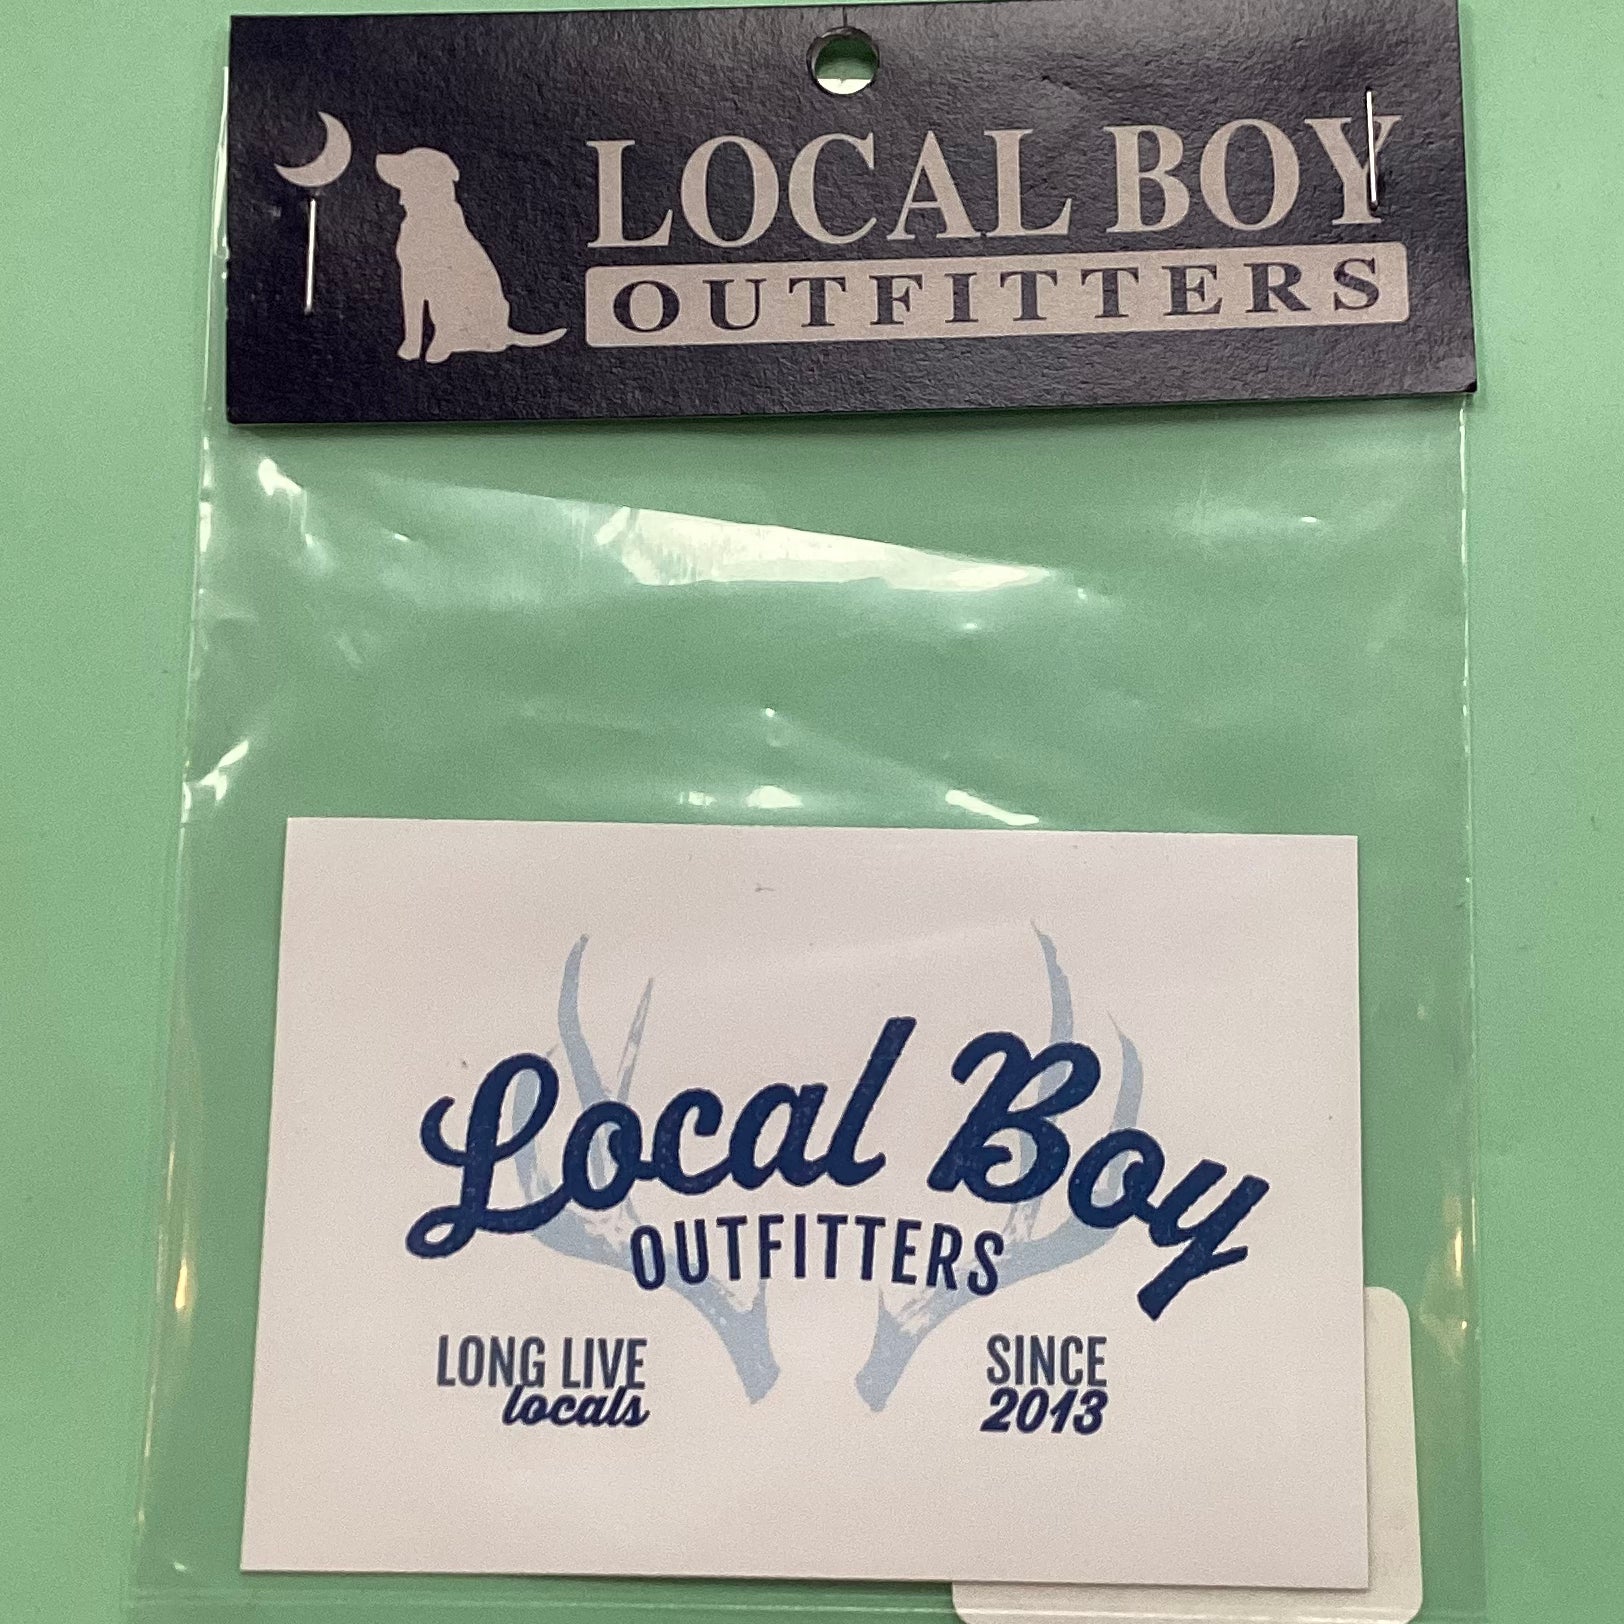 LOCAL BOY
OUTFITTERS
Local Boy
OUTFITTERS
LONG LIVE
locals
SINCE
2013